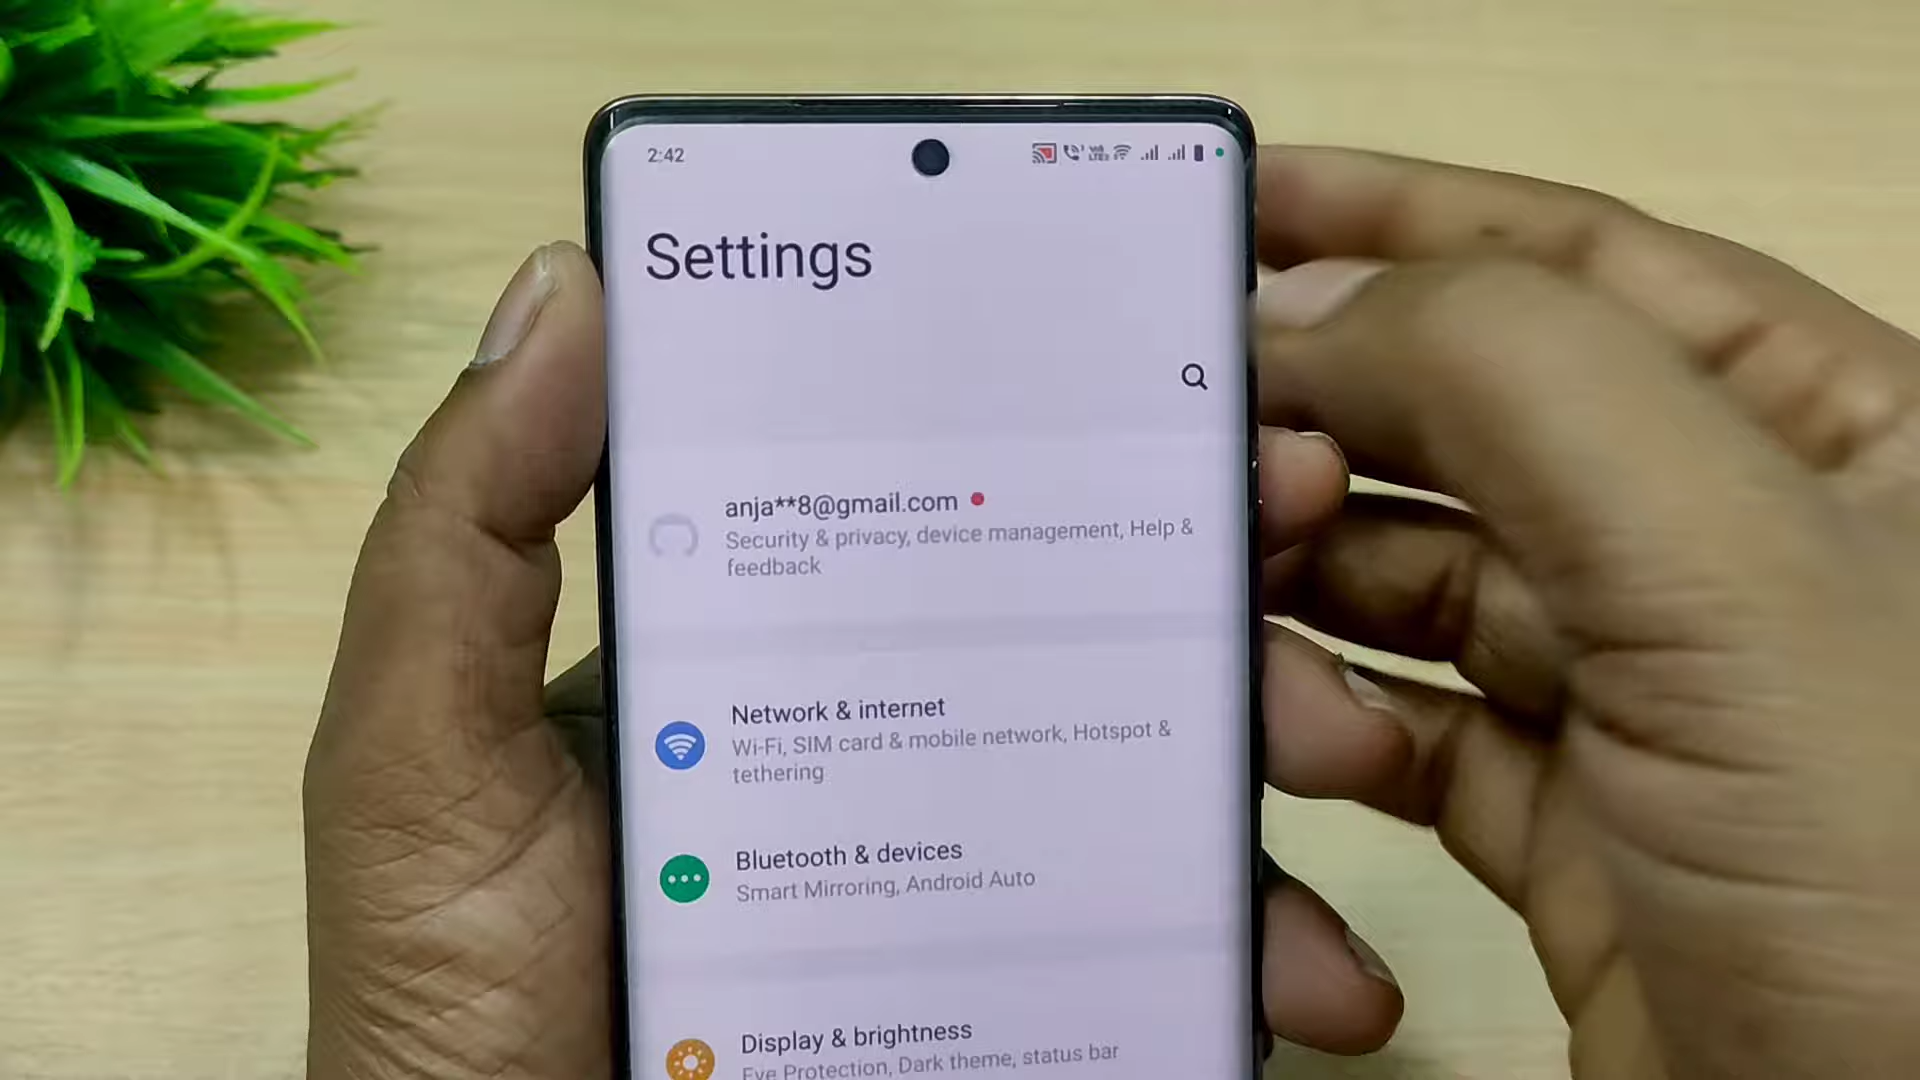 2:42
Settings
anja**8@gmail.com
Security & privacy, device management, Help &
feedback
Network & internet
Wi-Fi, SIM card & mobile network, Hotspot &
tethering
Bluetooth & devices
Smart Mirroring, Android Auto
Display & brightness
Eye Protection, Dark theme, status bar